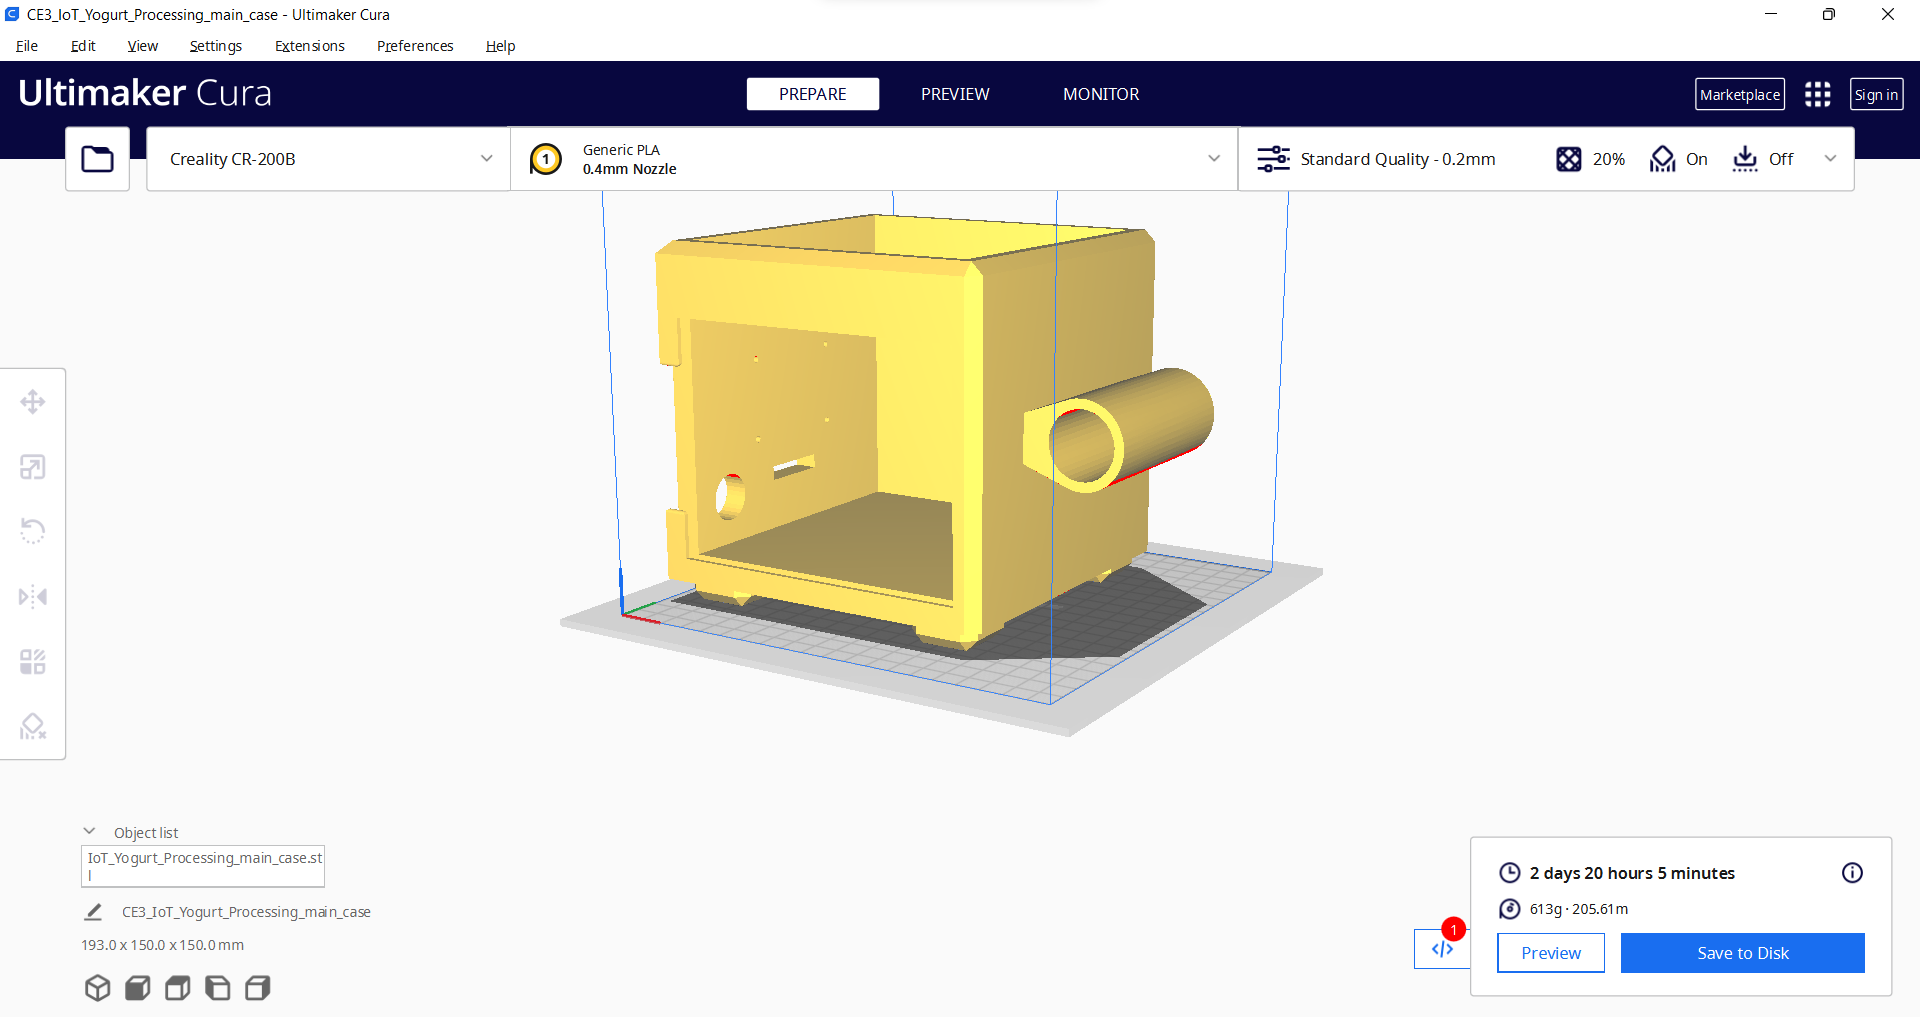 CE3_IoT_Yogurt_Processing_main_case - Ultimaker Cura
File Edit View Settings Extensions Preferences Help
Ultimaker Cura PREPARE PREVIEW MONITOR Marketplace Sign in
Creality CR-200B
1
Generic PLA
0.4mm Nozzle
Standard Quality - 0.2mm 20% On Off
Object list
IoT_Yogurt_Processing_main_case.st
l
CE3_IoT_Yogurt_Processing_main_case
193.0 x 150.0 x 150.0 mm
2 days 20 hours 5 minutes
613g · 205.61m
1
Preview Save to Disk